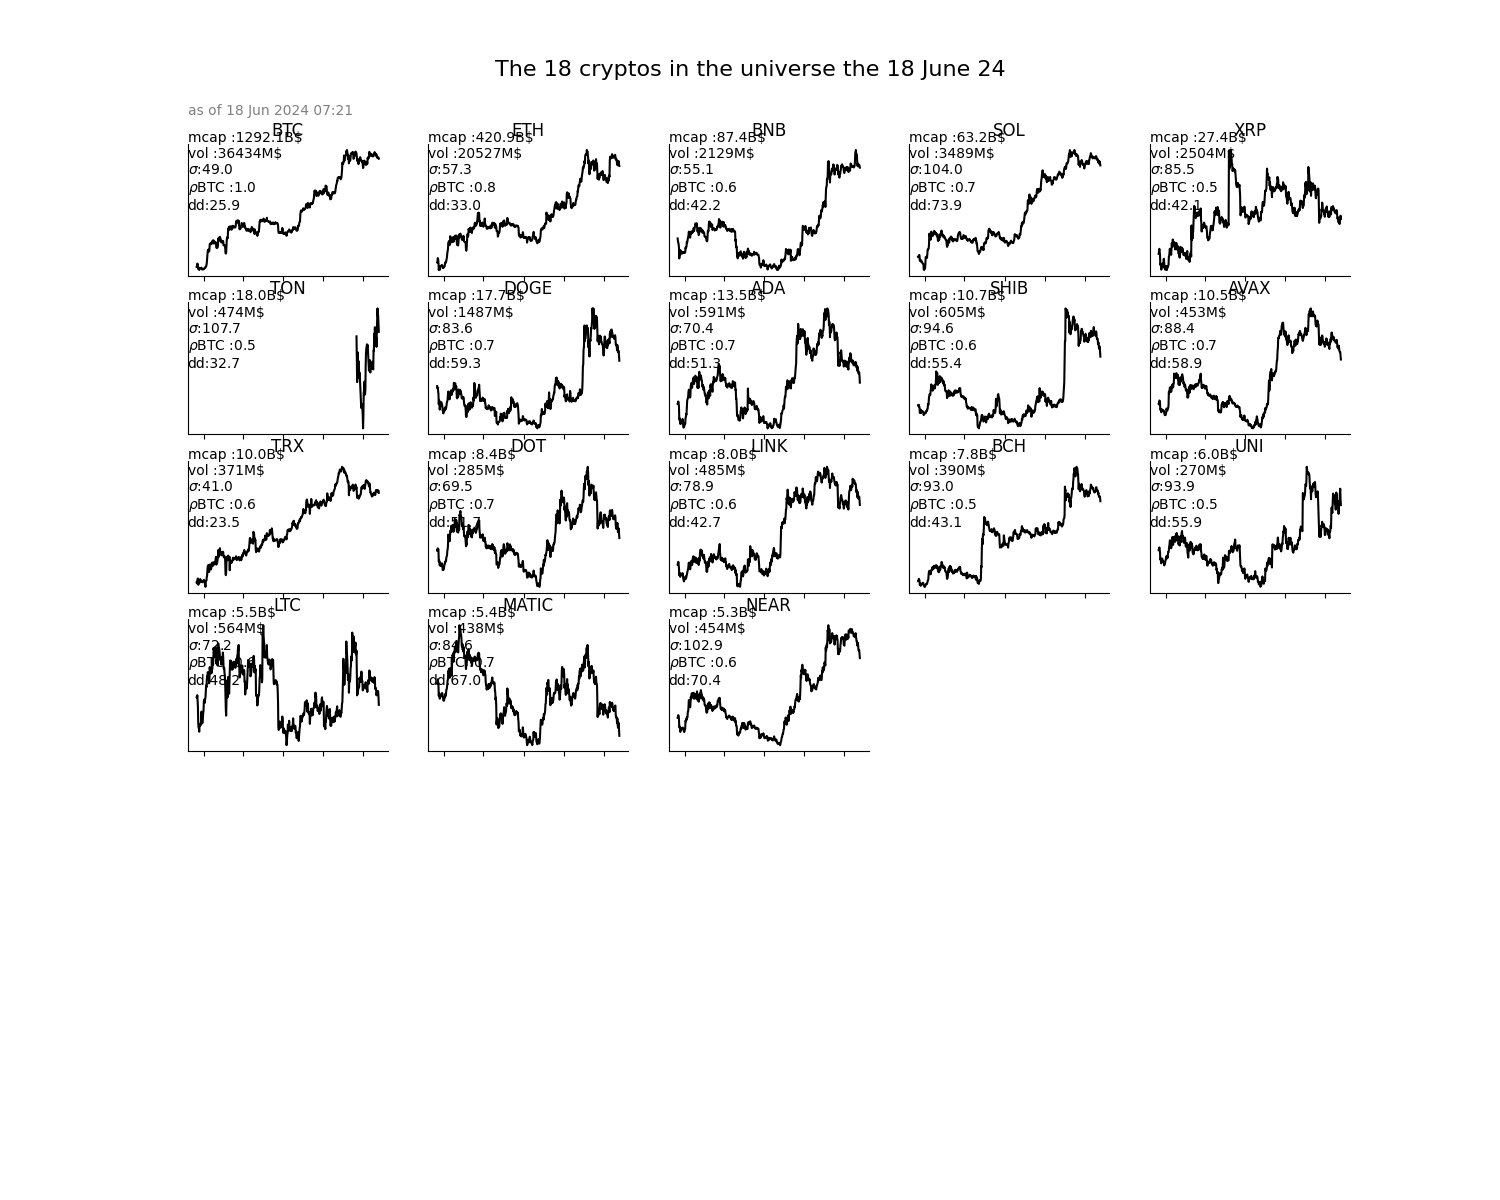 The 18 cryptos in the universe the 18 June 24
as of 18 Jun 2024 07:21
BTC
mcap :1292.1B$
vol :36434M$
σ:49.0
ρBTC :1.0
dd:25.9
ETH
mcap :420.9B$
vol :20527M$
σ:57.3
ρBTC :0.8
dd:33.0
BNB
mcap :87.4B$
vol :2129M$
σ:55.1
ρBTC :0.6
dd:42.2
SOL
mcap :63.2B$
vol :3489M$
σ:104.0
ρBTC :0.7
dd:73.9
XRP
mcap :27.4B$
vol :2504M$
σ:85.5
ρBTC :0.5
dd:42.1
TON
mcap :18.0B$
vol :474M$
σ:107.7
ρBTC :0.5
dd:32.7
DOGE
mcap :17.7B$
vol :1487M$
σ:83.6
ρBTC :0.7
dd:59.3
ADA
mcap :13.5B$
vol :591M$
σ:70.4
ρBTC :0.7
dd:51.3
SHIB
mcap :10.7B$
vol :605M$
σ:94.6
ρBTC :0.6
dd:55.4
AVAX
mcap :10.5B$
vol :453M$
σ:88.4
ρBTC :0.7
dd:58.9
TRX
mcap :10.0B$
vol :371M$
σ:41.0
ρBTC :0.6
dd:23.5
DOT
mcap :8.4B$
vol :285M$
σ:69.5
ρBTC :0.7
LINK
mcap :8.0B$
vol :485M$
σ:78.9
ρBTC :0.6
dd:42.7
BCH
mcap :7.8B$
vol :390M$
σ:93.0
ρBTC :0.5
dd:43.1
UNI
mcap :6.0B$
vol :270M$
σ:93.9
ρBTC :0.5
dd:55.9
LTC
mcap :5.5B$
vol :564M$
σ:72.2
ρBTC
dd:48.2
MATIC
mcap :5.4B$
vol :438M$
σ:84.6
ρBTC :0.7
dd:67.0
NEAR
mcap :5.3B$
vol :454M$
σ:102.9
ρBTC :0.6
dd:70.4